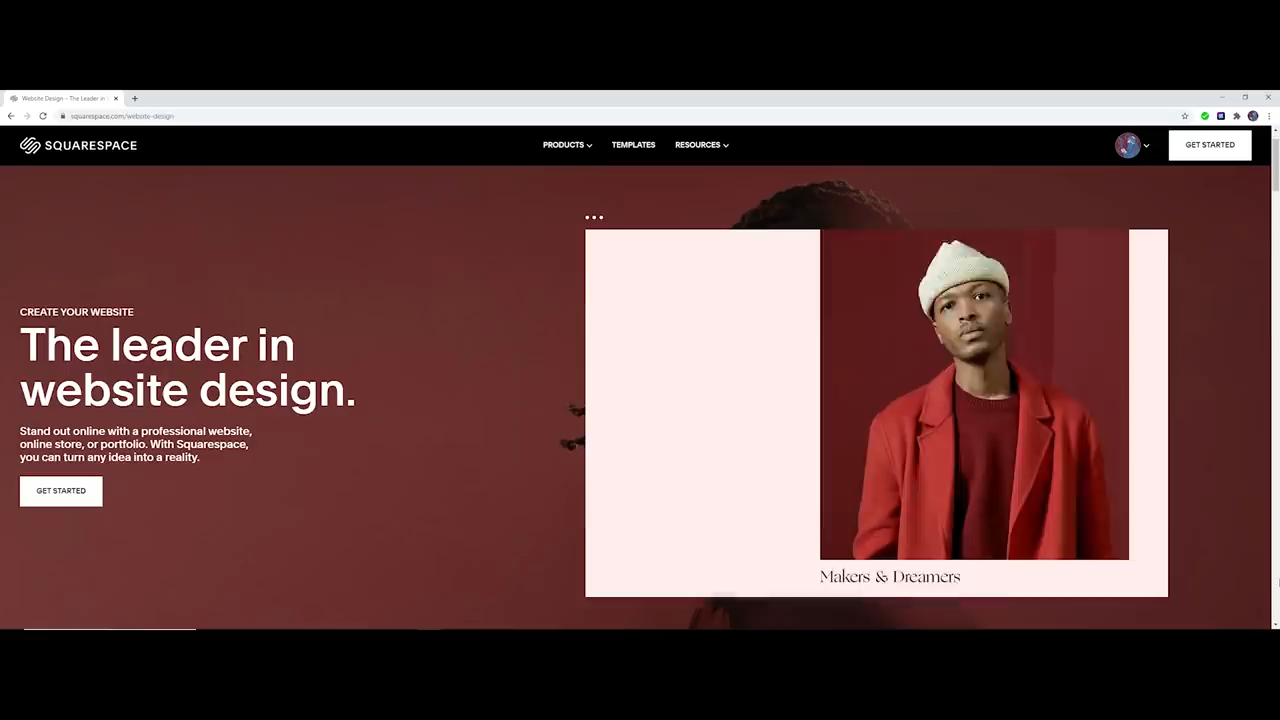 Website Design – The Leader in
squarespace.com/website-design
SQUARESPACE
PRODUCTS
TEMPLATES
RESOURCES
GET STARTED
CREATE YOUR WEBSITE
The leader in
website design.
Stand out online with a professional website,
online store, or portfolio. With Squarespace,
you can turn any idea into a reality.
GET STARTED
Makers & Dreamers